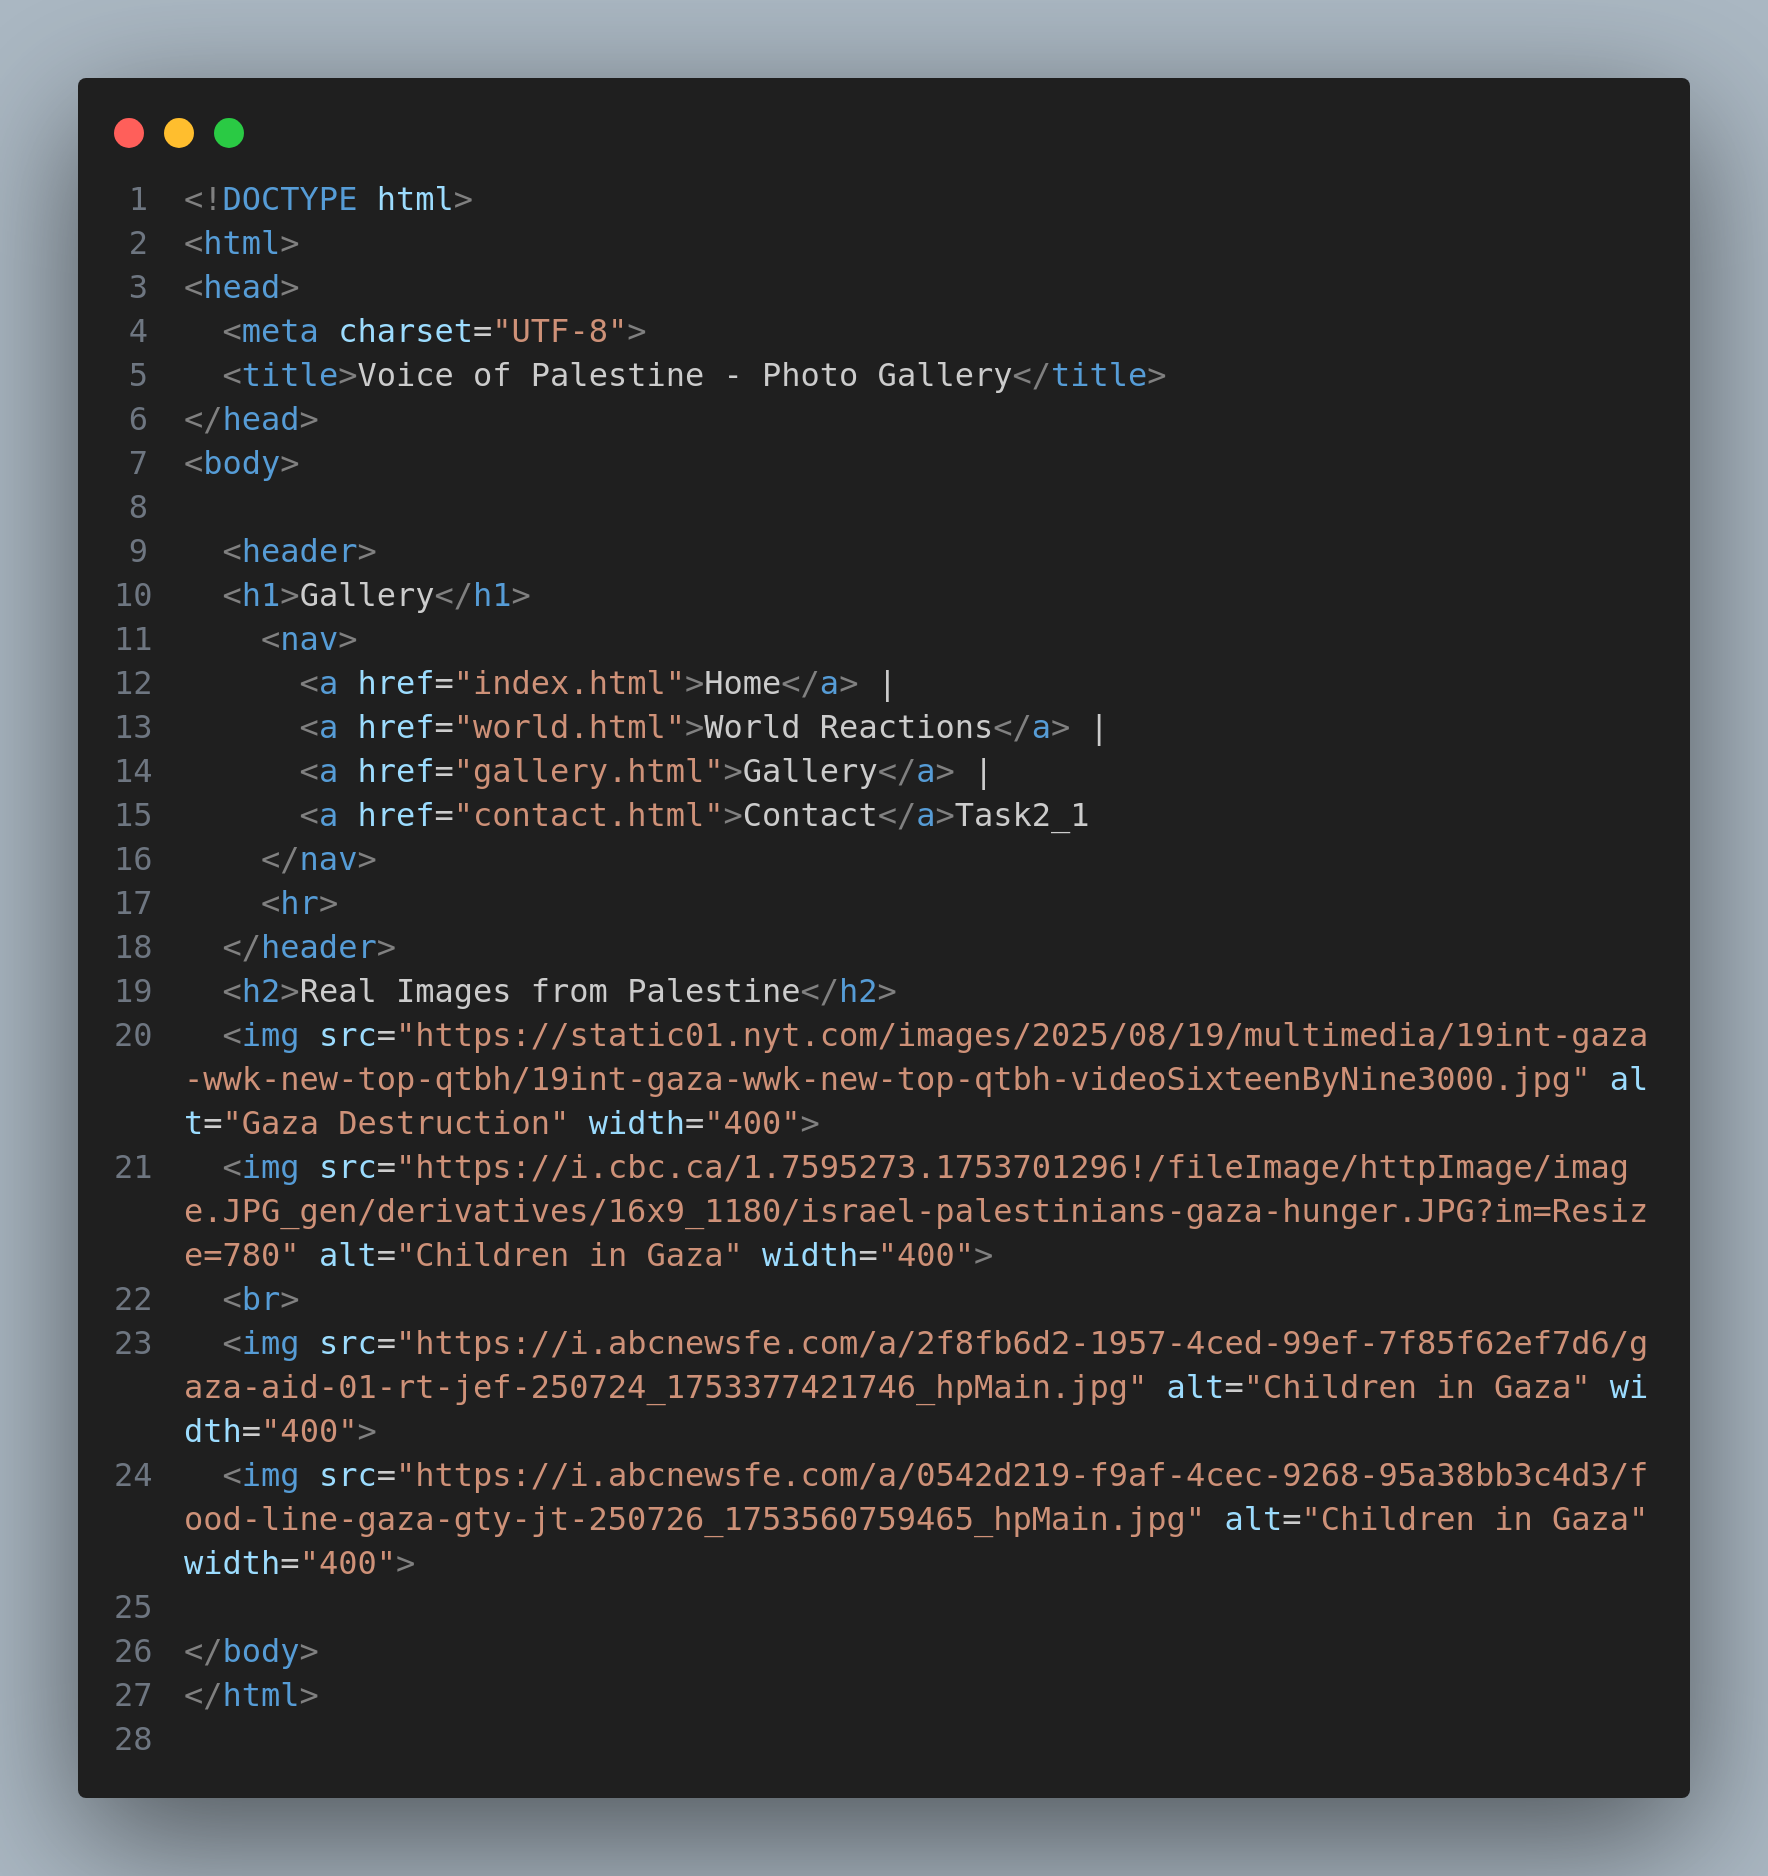 1 <!DOCTYPE html>
2 <html>
3 <head>
4   <meta charset="UTF-8">
5   <title>Voice of Palestine - Photo Gallery</title>
6 </head>
7 <body>
8
9   <header>
10   <h1>Gallery</h1>
11     <nav>
12       <a href="index.html">Home</a> |
13       <a href="world.html">World Reactions</a> |
14       <a href="gallery.html">Gallery</a> |
15       <a href="contact.html">Contact</a>Task2_1
16     </nav>
17     <hr>
18   </header>
19   <h2>Real Images from Palestine</h2>
20   <img src="https://static01.nyt.com/images/2025/08/19/multimedia/19int-gaza
-wwk-new-top-qtbh/19int-gaza-wwk-new-top-qtbh-videoSixteenByNine3000.jpg" al
t="Gaza Destruction" width="400">
21   <img src="https://i.cbc.ca/1.7595273.1753701296!/fileImage/httpImage/imag
e.JPG_gen/derivatives/16x9_1180/israel-palestinians-gaza-hunger.JPG?im=Resiz
e=780" alt="Children in Gaza" width="400">
22   <br>
23   <img src="https://i.abcnewsfe.com/a/2f8fb6d2-1957-4ced-99ef-7f85f62ef7d6/g
aza-aid-01-rt-jef-250724_1753377421746_hpMain.jpg" alt="Children in Gaza" wi
dth="400">
24   <img src="https://i.abcnewsfe.com/a/0542d219-f9af-4cec-9268-95a38bb3c4d3/f
ood-line-gaza-gty-jt-250726_1753560759465_hpMain.jpg" alt="Children in Gaza"
width="400">
25
26 </body>
27 </html>
28